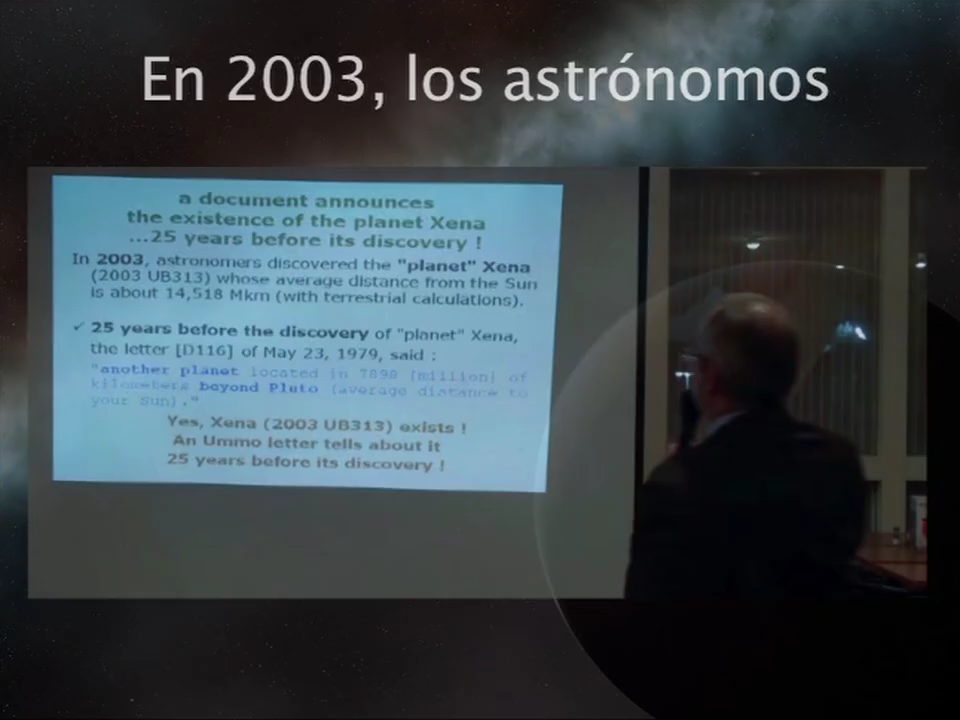 En 2003, los astrónomos
a document announces
the existence of the planet Xena
...25 years before its discovery !
In 2003, astronomers discovered the "planet" Xena
(2003 UB313) whose average distance from the Sun
is about 14,518 Mkm (with terrestrial calculations).
✓ 25 years before the discovery of "planet" Xena,
the letter [D116] of May 23, 1979, said :
"another planet located in 7898 [million] of
kilometers beyond Pluto (average distance to
your Sun)."
Yes, Xena (2003 UB313) exists !
An Ummo letter tells about it
25 years before its discovery !